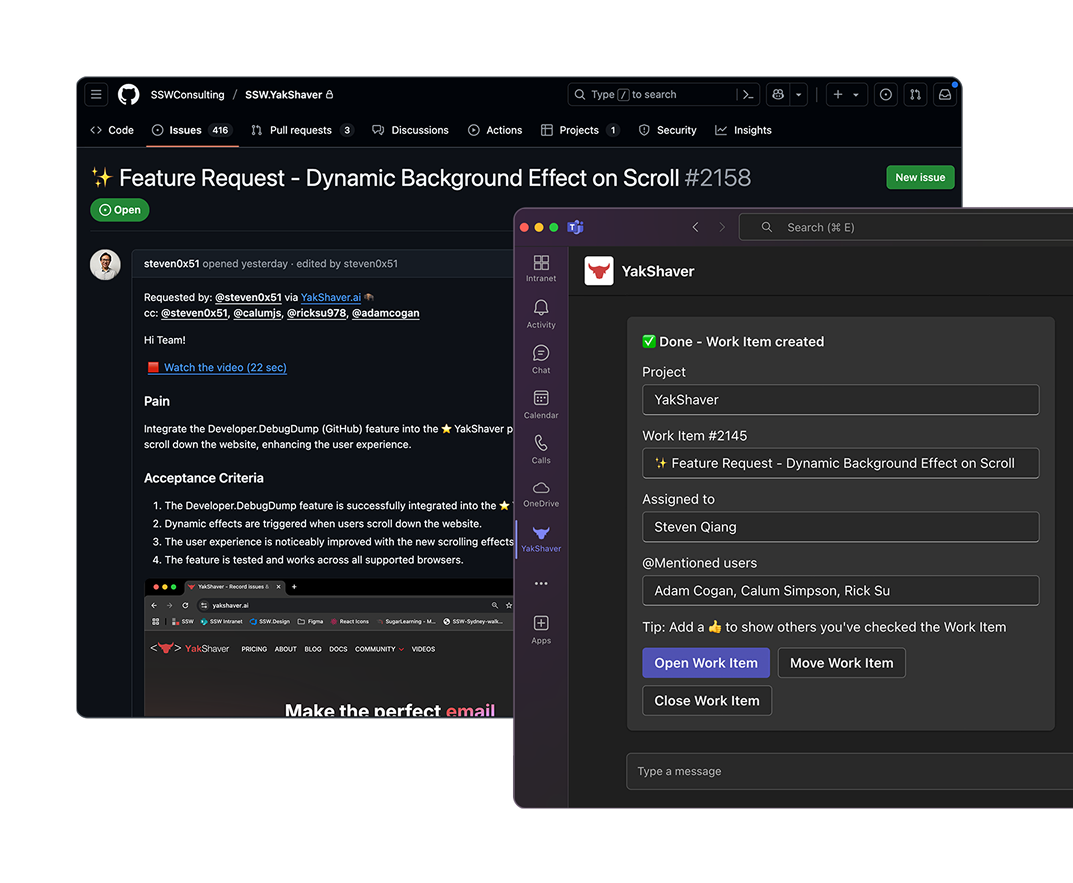 SSWConsulting / SSW.YakShaver
Type / to search
Code
Issues 416
Pull requests 3
Discussions
Actions
Projects 1
Security
Insights
✨ Feature Request - Dynamic Background Effect on Scroll #2158
New issue
Open
steven0x51 opened yesterday · edited by steven0x51
Requested by: @steven0x51 via YakShaver.ai
cc: @steven0x51, @calumjs, @ricksu978, @adamcogan
Hi Team!
🟥 Watch the video (22 sec)
Pain
Integrate the Developer.DebugDump (GitHub) feature into the ⭐ YakShaver p
scroll down the website, enhancing the user experience.
Acceptance Criteria
1. The Developer.DebugDump feature is successfully integrated into the ⭐
2. Dynamic effects are triggered when users scroll down the website.
3. The user experience is noticeably improved with the new scrolling effects
4. The feature is tested and works across all supported browsers.
YakShaver - Record issues &
yakshaver.ai
SSW
SSW Intranet
SSW.Design
Figma
React Icons
SugarLearning - M...
SSW-Sydney-walk...
YakShaver
PRICING
ABOUT
BLOG
DOCS
COMMUNITY
VIDEOS
Make the perfect email
Search (⌘ E)
Intranet
Activity
Chat
Calendar
Calls
OneDrive
YakShaver
Apps
YakShaver
✅ Done - Work Item created
Project
YakShaver
Work Item #2145
✨ Feature Request - Dynamic Background Effect on Scroll
Assigned to
Steven Qiang
@Mentioned users
Adam Cogan, Calum Simpson, Rick Su
Tip: Add a 👍 to show others you've checked the Work Item
Open Work Item
Move Work Item
Close Work Item
Type a message